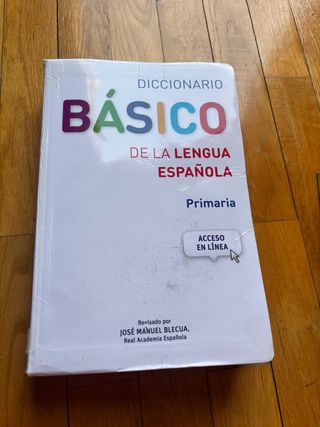 DICCIONARIO
BÁSICO
DE LA LENGUA
ESPAÑOLA
Primaria
ACCESO
EN LÍNEA
Revisado por
JOSÉ MANUEL BLECUA,
Real Academia Española